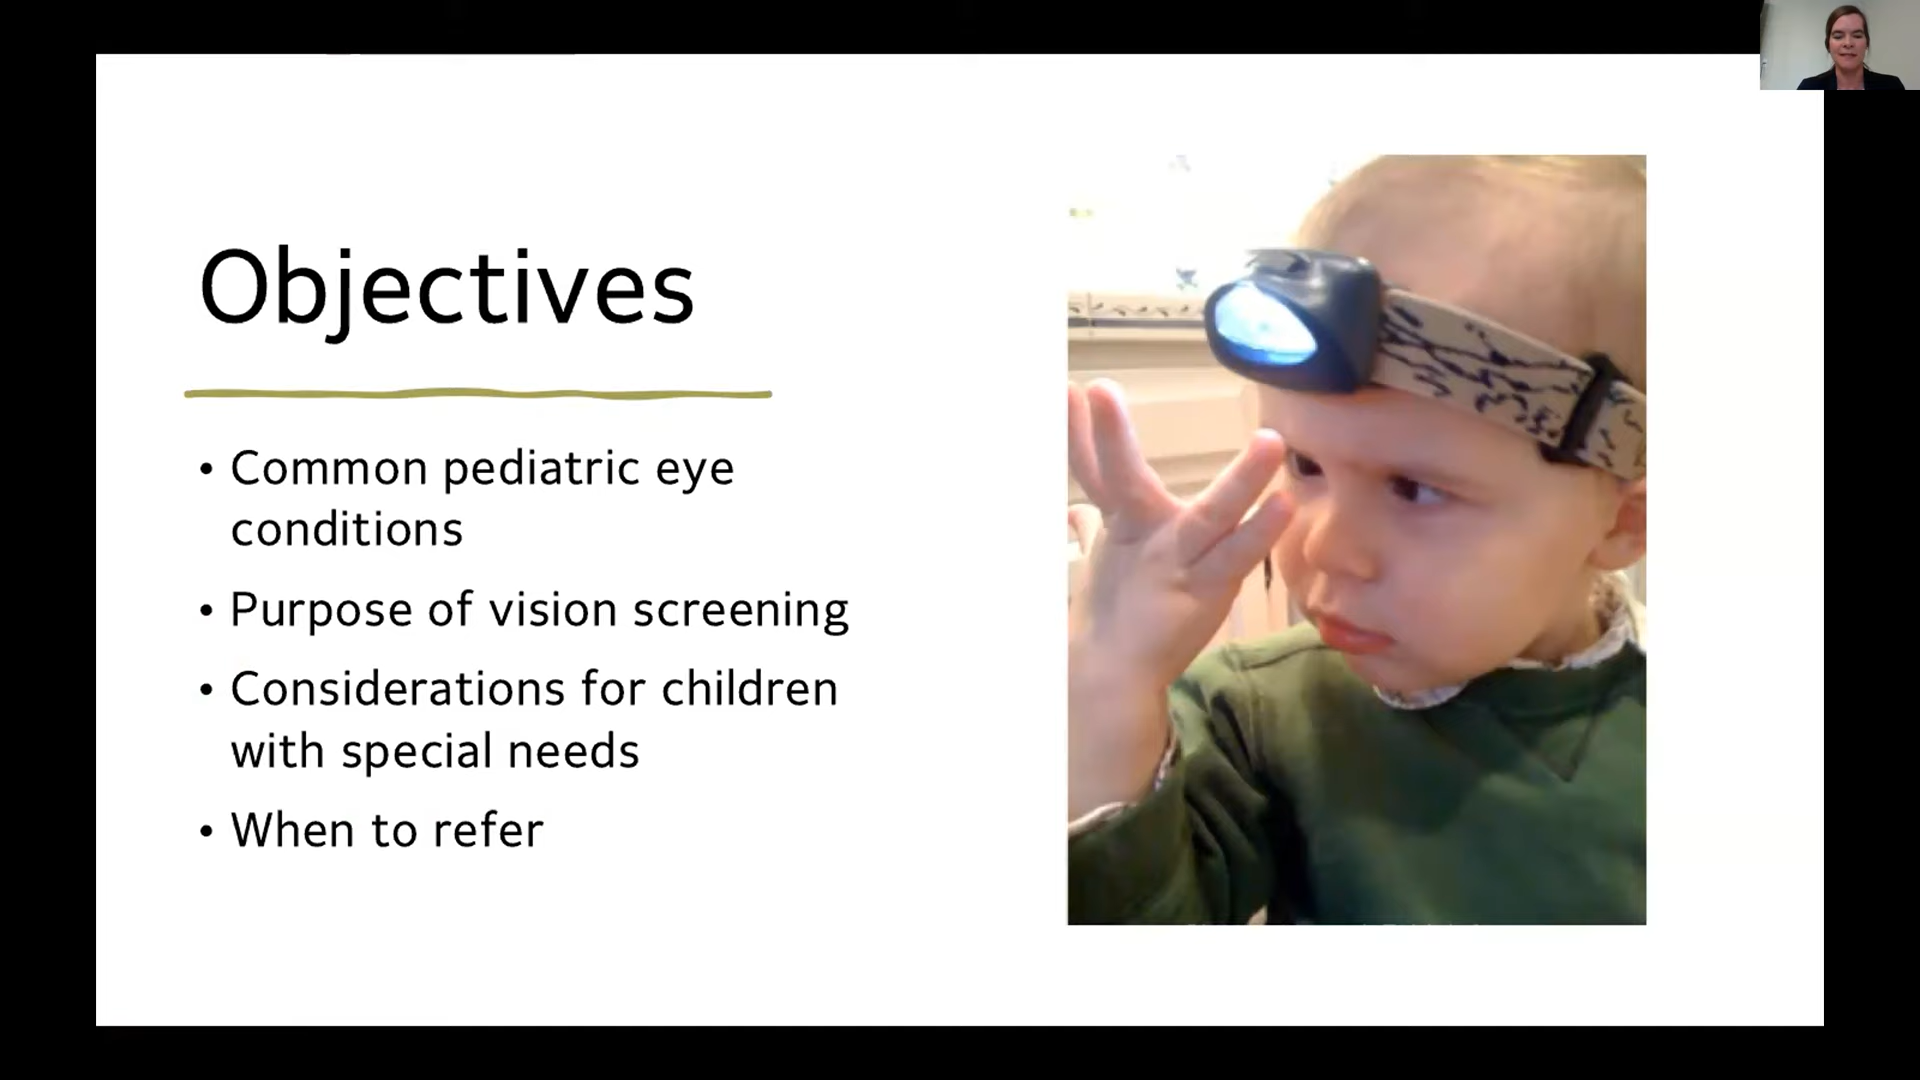 Objectives
• Common pediatric eye
conditions
• Purpose of vision screening
• Considerations for children
with special needs
• When to refer